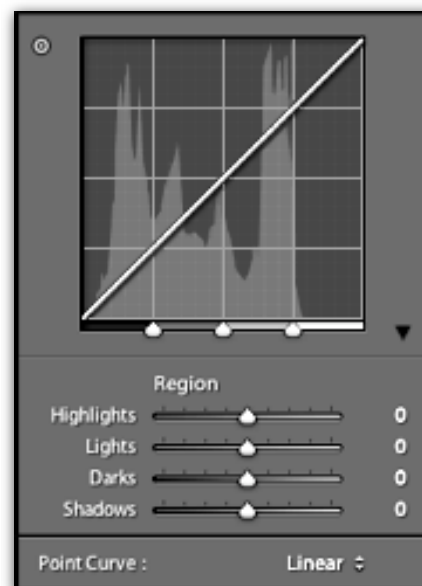 Region
Highlights 0
Lights 0
Darks 0
Shadows 0
Point Curve : Linear